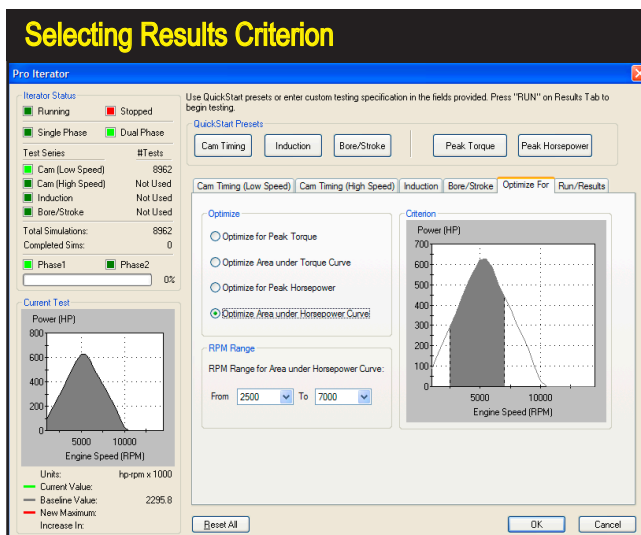 Selecting Results Criterion
Pro Iterator
Iterator Status
Running Stopped
Single Phase Dual Phase
Test Series #Tests
Cam (Low Speed) 8962
Cam (High Speed) Not Used
Induction Not Used
Bore/Stroke Not Used
Total Simulations: 8962
Completed Sims: 0
Phase1 Phase2
0%
Current Test
Power (HP)
800
600
400
200
0
5000 10000
Engine Speed (RPM)
Units: hp-rpm x 1000
Current Value:
Baseline Value: 2295.8
New Maximum:
Increase In:
Use QuickStart presets or enter custom testing specification in the fields provided. Press "RUN" on Results Tab to
begin testing.
QuickStart Presets
Cam Timing Induction Bore/Stroke Peak Torque Peak Horsepower
Cam Timing (Low Speed) Cam Timing (High Speed) Induction Bore/Stroke Optimize For Run/Results
Optimize
Optimize for Peak Torque
Optimize Area under Torque Curve
Optimize for Peak Horsepower
Optimize Area under Horsepower Curve
RPM Range
RPM Range for Area under Horsepower Curve:
From 2500 To 7000
Criterion
Power (HP)
700
600
500
400
300
200
100
0
5000 10000
Engine Speed (RPM)
Reset All OK Cancel